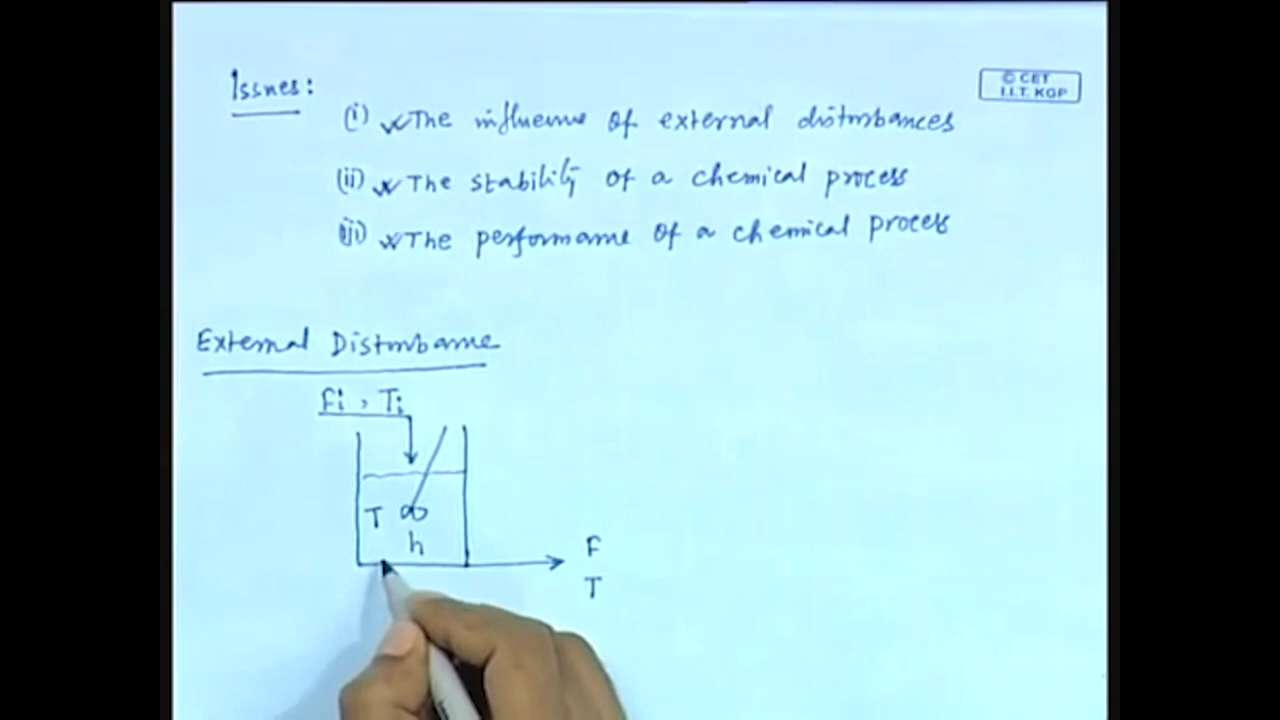 Issues:
© CET
I.I.T. KGP
(i) The influence of external disturbances
(ii) The stability of a chemical process
(iii) The performance of a chemical process
External Disturbance
Fi, Ti
T
h
F
T